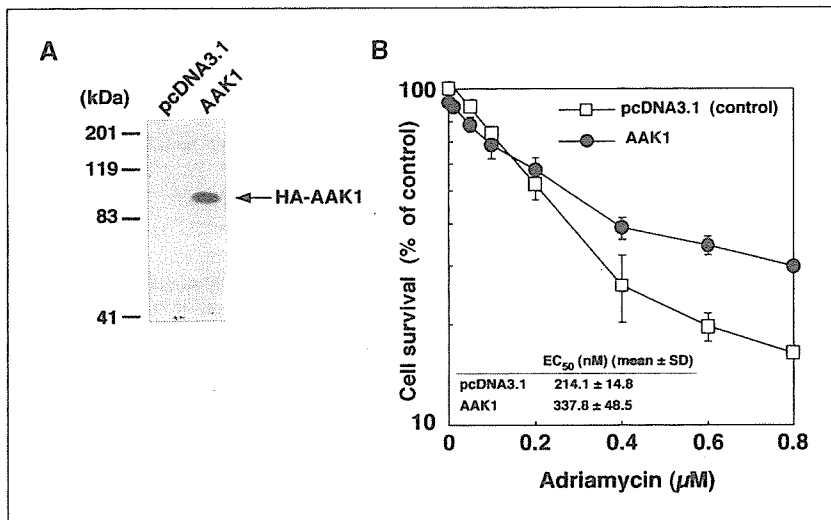 A
pcDNA3.1
AAK1
(kDa)
201
119
83
41
HA-AAK1
B
100
10
Cell survival (% of control)
pcDNA3.1 (control)
AAK1
EC50 (nM) (mean ± SD)
pcDNA3.1 214.1 ± 14.8
AAK1 337.8 ± 48.5
0 0.2 0.4 0.6 0.8
Adriamycin (µM)